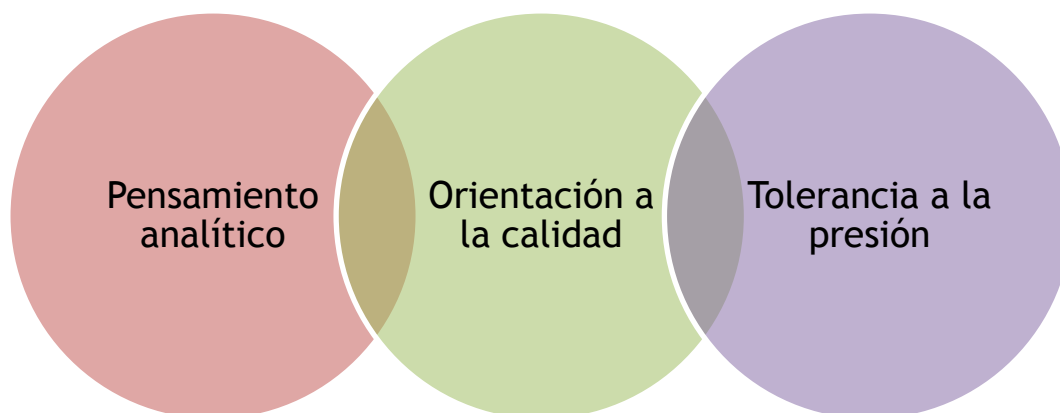 Pensamiento
analítico
Orientación a
la calidad
Tolerancia a la
presión